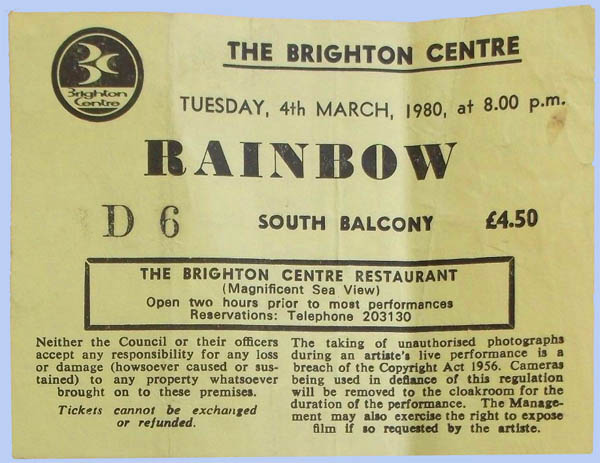 THE BRIGHTON CENTRE
Brighton
Centre
TUESDAY, 4th MARCH, 1980, at 8.00 p.m.
RAINBOW
D 6 SOUTH BALCONY £4.50
THE BRIGHTON CENTRE RESTAURANT
(Magnificent Sea View)
Open two hours prior to most performances
Reservations: Telephone 203130
Neither the Council or their officers
accept any responsibility for any loss
or damage (howsoever caused or sus-
tained) to any property whatsoever
brought on to these premises.
Tickets cannot be exchanged
or refunded.
The taking of unauthorised photographs
during an artiste's live performance is a
breach of the Copyright Act 1956. Cameras
being used in defiance of this regulation
will be removed to the cloakroom for the
duration of the performance. The Manage-
ment may also exercise the right to expose
film if so requested by the artiste.